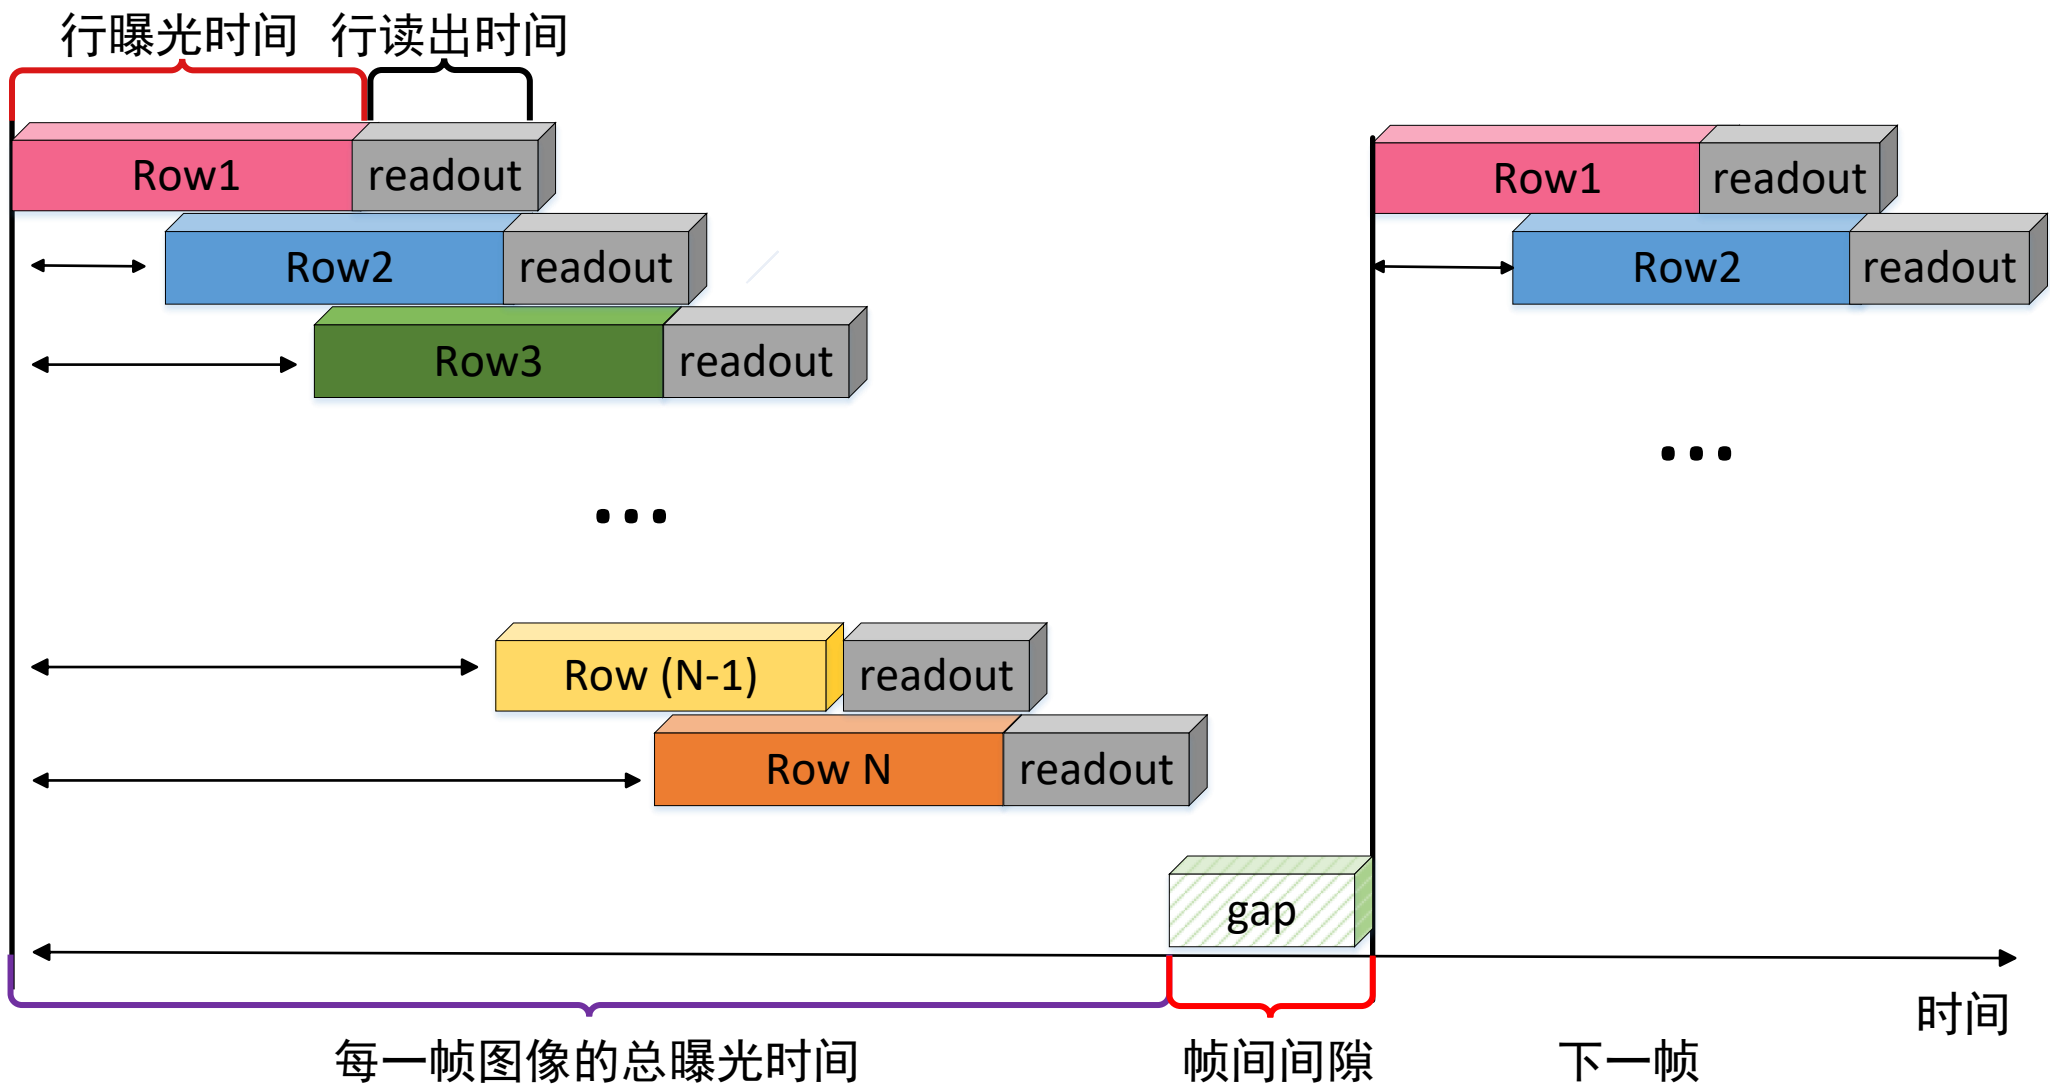 行曝光时间 行读出时间
Row1 readout Row1 readout
Row2 readout Row2 readout
Row3 readout
...
...
Row (N-1) readout
Row N readout
gap
时间
每一帧图像的总曝光时间 帧间间隙 下一帧